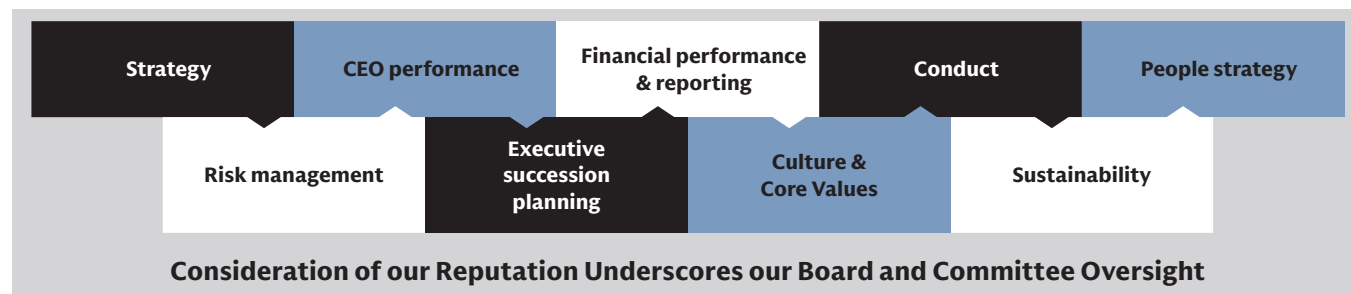 Strategy
CEO performance
Financial performance
& reporting
Conduct
People strategy
Risk management
Executive
succession
planning
Culture &
Core Values
Sustainability
Consideration of our Reputation Underscores our Board and Committee Oversight